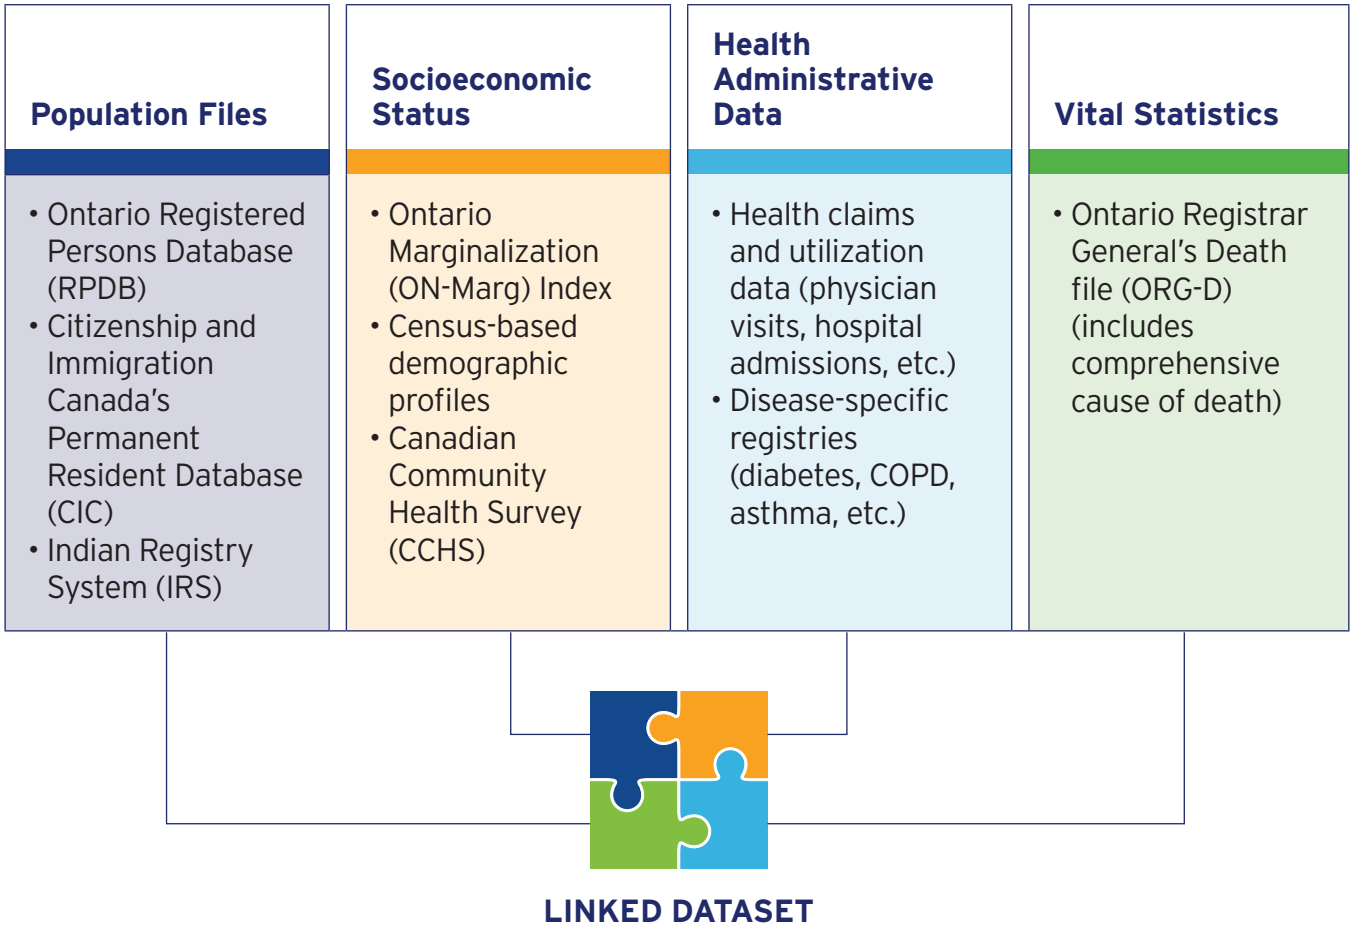 Population Files
• Ontario Registered
Persons Database
(RPDB)
• Citizenship and
Immigration
Canada’s
Permanent
Resident Database
(CIC)
• Indian Registry
System (IRS)
Socioeconomic
Status
• Ontario
Marginalization
(ON-Marg) Index
• Census-based
demographic
profiles
• Canadian
Community
Health Survey
(CCHS)
Health
Administrative
Data
• Health claims
and utilization
data (physician
visits, hospital
admissions, etc.)
• Disease-specific
registries
(diabetes, COPD,
asthma, etc.)
Vital Statistics
• Ontario Registrar
General’s Death
file (ORG-D)
(includes
comprehensive
cause of death)
LINKED DATASET